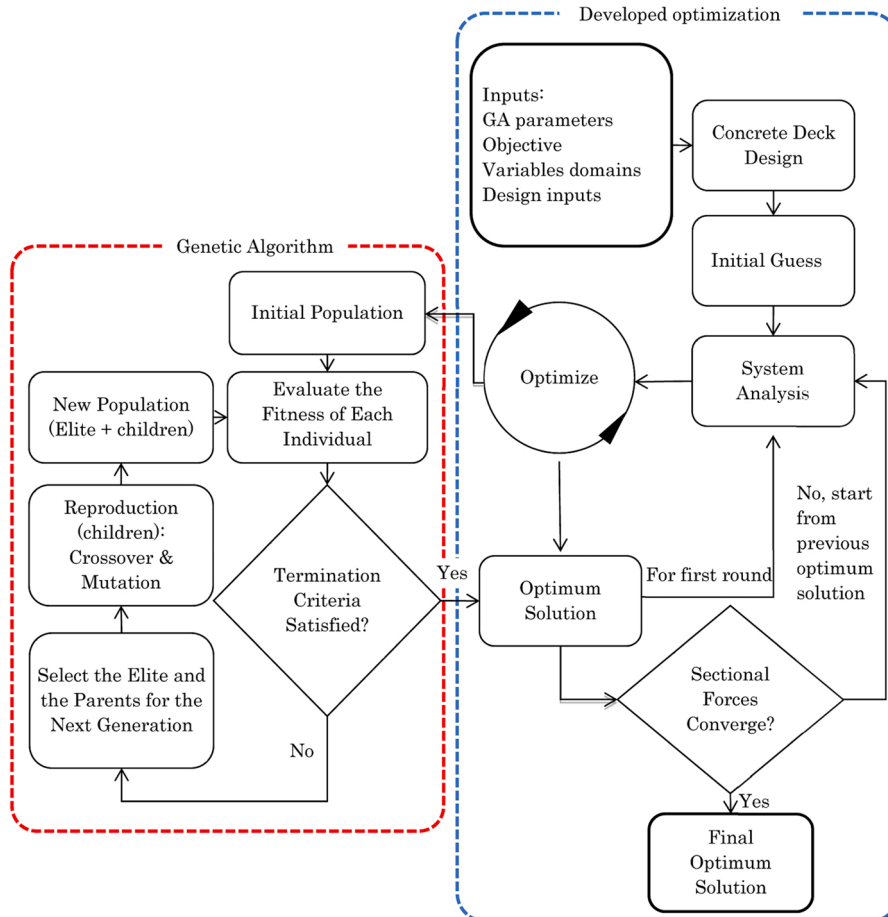 Developed optimization
Inputs:
GA parameters
Objective
Variables domains
Design inputs
Concrete Deck
Design
Initial Guess
System
Analysis
Optimize
Genetic Algorithm
Initial Population
Evaluate the
Fitness of Each
Individual
New Population
(Elite + children)
Reproduction
(children):
Crossover &
Mutation
Select the Elite and
the Parents for the
Next Generation
Termination
Criteria
Satisfied?
No
Yes
Optimum
Solution
For first round
No, start
from
previous
optimum
solution
Sectional
Forces
Converge?
Yes
Final
Optimum
Solution